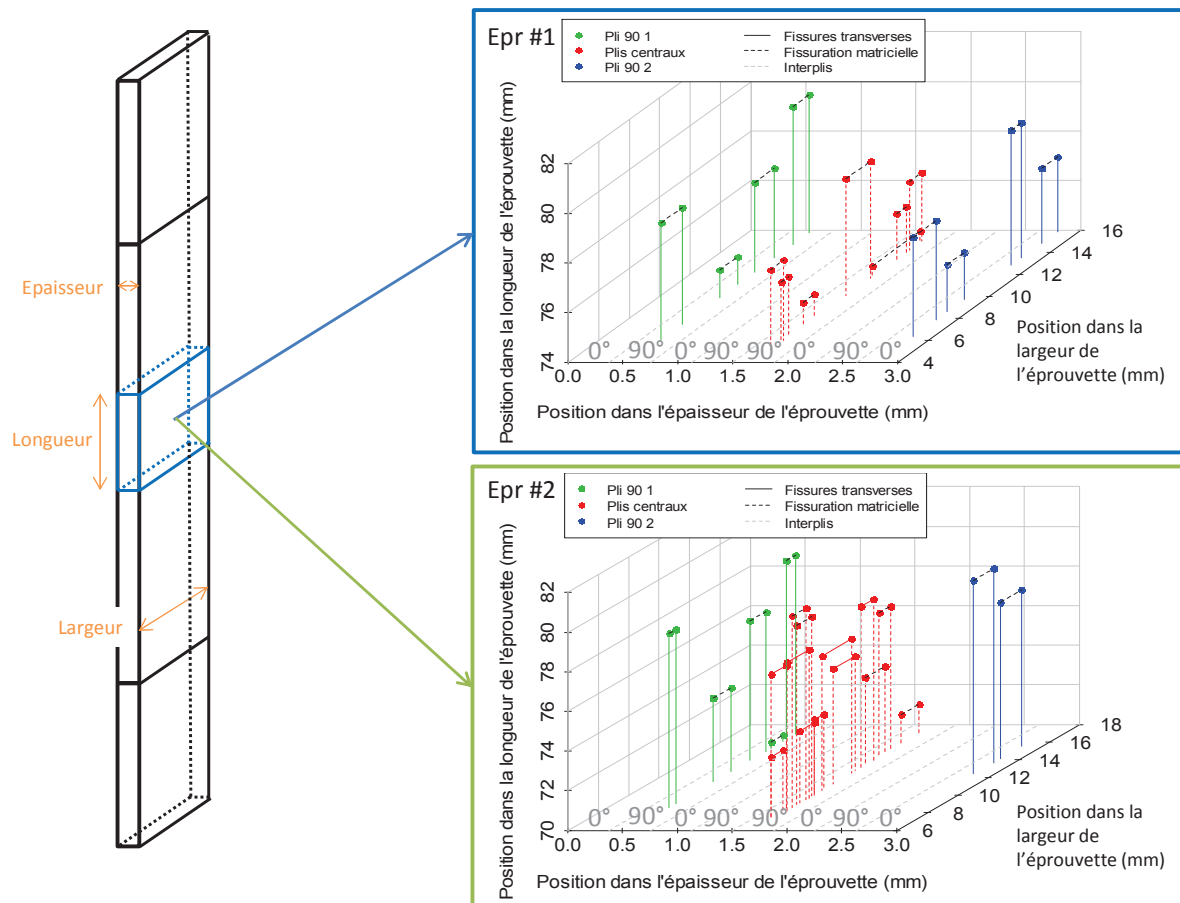 Epaisseur
Longueur
Largeur
Epr #1
Pli 90 1
Plis centraux
Pli 90 2
Fissures transverses
Fissuration matricielle
Interplis
Position dans la longueur de l'éprouvette (mm)
82
80
78
76
74
0° 90° 0° 90° 90° 0° 90° 0°
0.0 0.5 1.0 1.5 2.0 2.5 3.0
Position dans l'épaisseur de l'éprouvette (mm)
4 6 8 10 12 14 16
Position dans la
largeur de
l’éprouvette (mm)
Epr #2
Pli 90 1
Plis centraux
Pli 90 2
Fissures transverses
Fissuration matricielle
Interplis
Position dans la longueur de l'éprouvette (mm)
82
80
78
76
74
72
70
0° 90° 0° 90° 90° 0° 90° 0°
0.0 0.5 1.0 1.5 2.0 2.5 3.0
Position dans l'épaisseur de l'éprouvette (mm)
6 8 10 12 14 16 18
Position dans la
largeur de
l’éprouvette (mm)